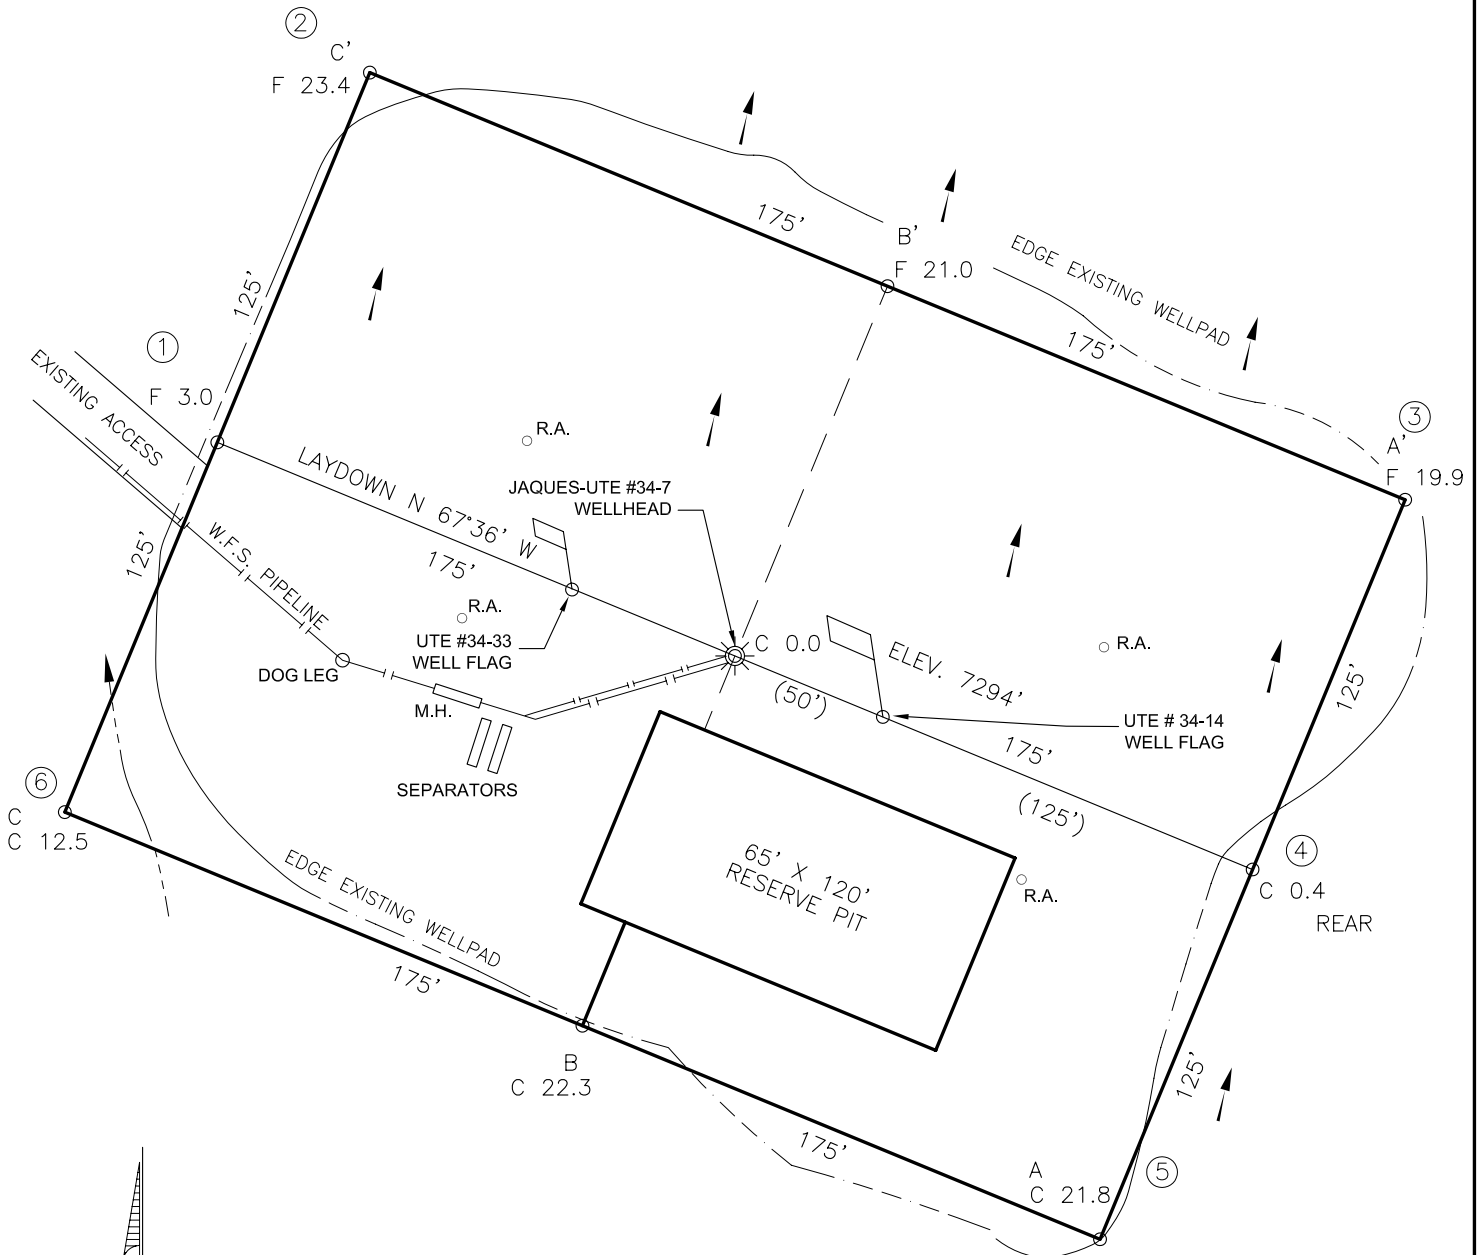 2
C'
F 23.4
175'
B'
F 21.0
EDGE EXISTING WELLPAD
175'
125'
1
F 3.0
EXISTING ACCESS
3
A'
F 19.9
R.A.
LAYDOWN N 67°36' W
175'
JAQUES-UTE #34-7
WELLHEAD
125'
W.F.S. PIPELINE
R.A.
UTE #34-33
WELL FLAG
DOG LEG
C 0.0
ELEV. 7294'
R.A.
(50')
M.H.
SEPARATORS
UTE # 34-14
WELL FLAG
175'
(125')
125'
6
C
C 12.5
EDGE EXISTING WELLPAD
65' X 120'
RESERVE PIT
R.A.
4
C 0.4
REAR
175'
B
C 22.3
175'
125'
A
C 21.8
5